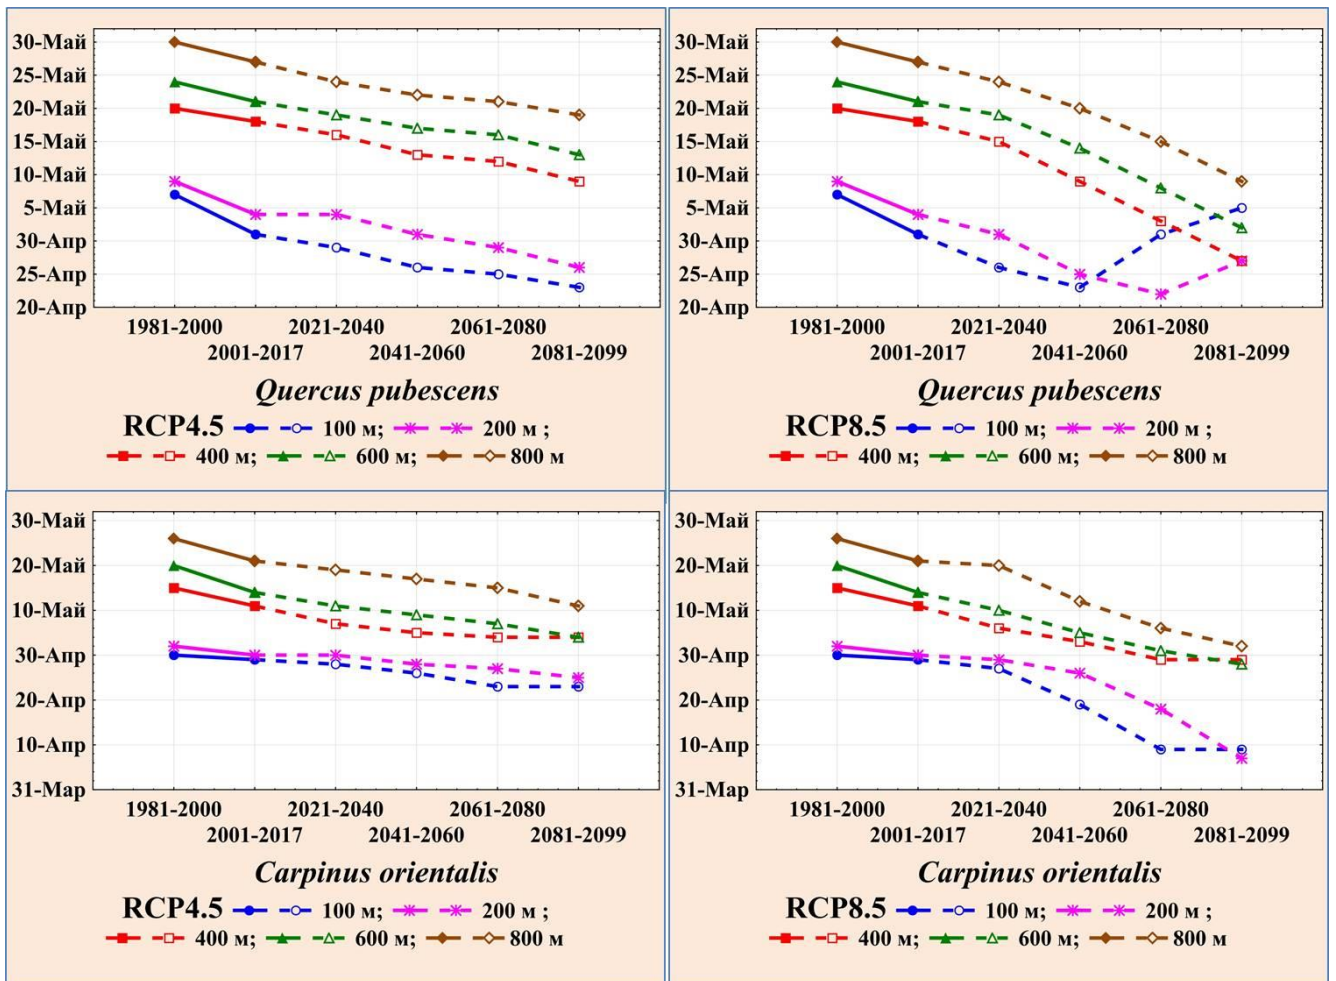 30-Май
25-Май
20-Май
15-Май
10-Май
5-Май
30-Апр
25-Апр
20-Апр
1981-2000 2021-2040 2061-2080
2001-2017 2041-2060 2081-2099
Quercus pubescens
RCP4.5 100 м; 200 м ;
400 м; 600 м; 800 м
30-Май
25-Май
20-Май
15-Май
10-Май
5-Май
30-Апр
25-Апр
20-Апр
1981-2000 2021-2040 2061-2080
2001-2017 2041-2060 2081-2099
Quercus pubescens
RCP8.5 100 м; 200 м ;
400 м; 600 м; 800 м
30-Май
20-Май
10-Май
30-Апр
20-Апр
10-Апр
31-Мар
1981-2000 2021-2040 2061-2080
2001-2017 2041-2060 2081-2099
Carpinus orientalis
RCP4.5 100 м; 200 м ;
400 м; 600 м; 800 м
30-Май
20-Май
10-Май
30-Апр
20-Апр
10-Апр
31-Мар
1981-2000 2021-2040 2061-2080
2001-2017 2041-2060 2081-2099
Carpinus orientalis
RCP8.5 100 м; 200 м ;
400 м; 600 м; 800 м